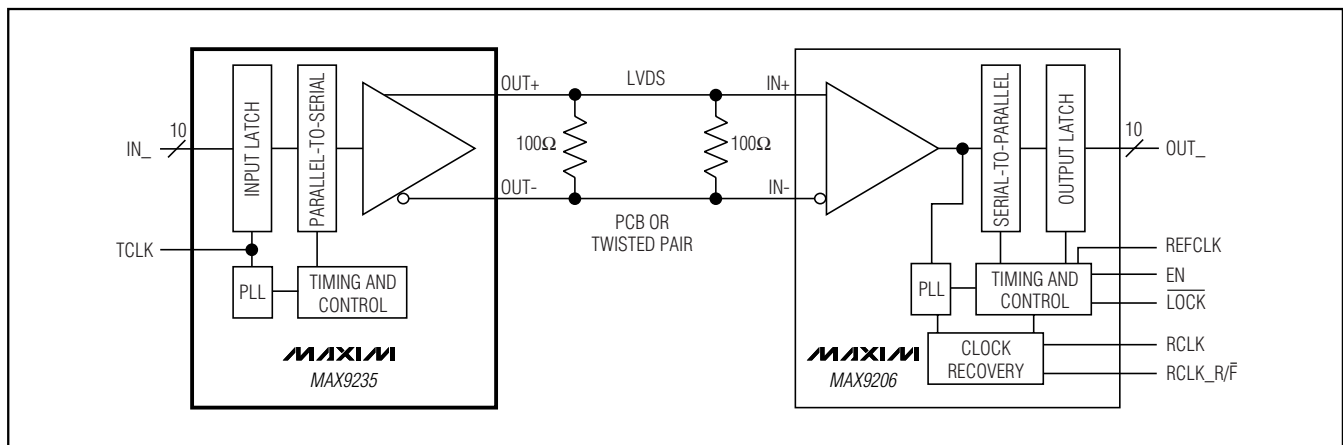 IN_
10
INPUT LATCH
PARALLEL-TO-SERIAL
TCLK
PLL
TIMING AND
CONTROL
MAXIM
MAX9235
OUT+
OUT-
LVDS
100Ω
100Ω
PCB OR
TWISTED PAIR
IN+
IN-
SERIAL-TO-PARALLEL
OUTPUT LATCH
10
OUT_
PLL
TIMING AND
CONTROL
CLOCK
RECOVERY
MAXIM
MAX9206
REFCLK
EN
L̅O̅C̅K̅
RCLK
RCLK_R/F̅